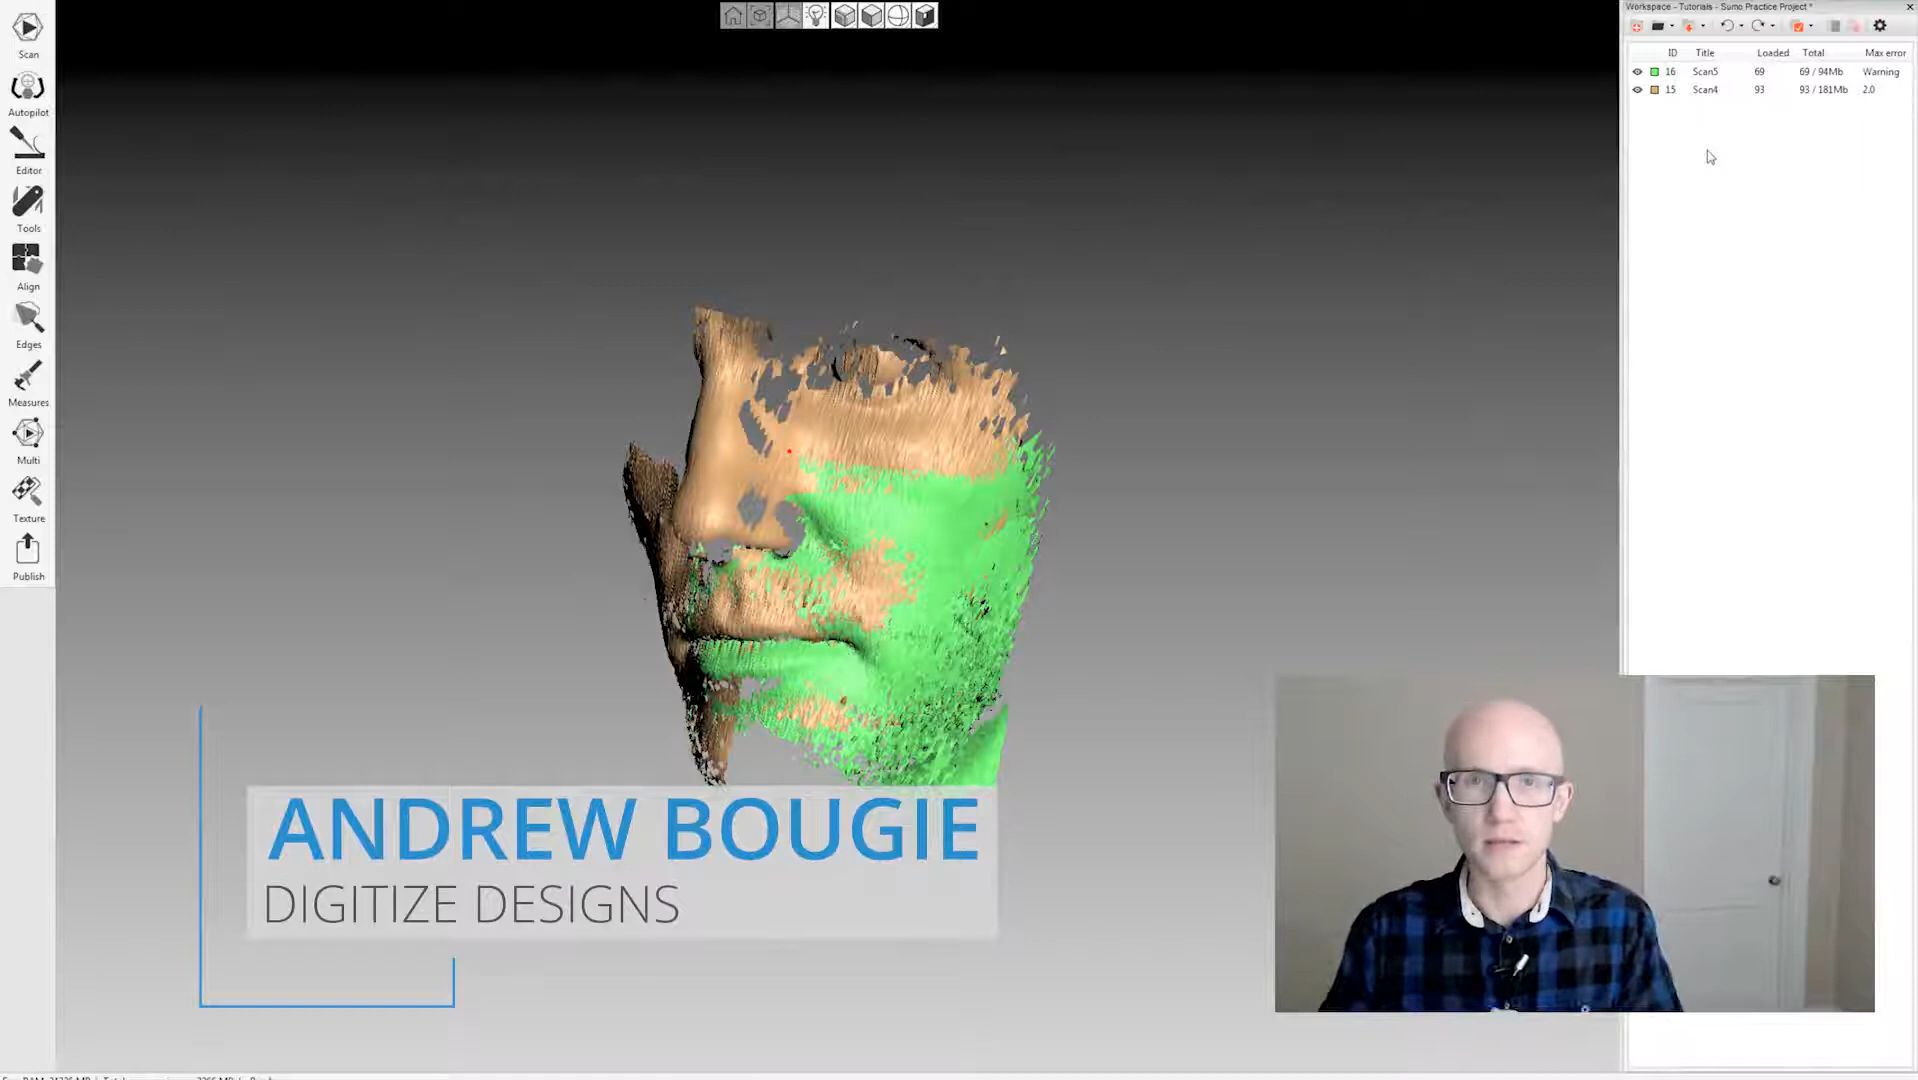 Workspace - Tutorials - Sumo Practice Project *
Scan
Autopilot
Editor
Tools
Align
Edges
Measures
Multi
Texture
Publish
ID Title Loaded Total Max error
16 Scan5 69 69 / 94Mb Warning
15 Scan4 93 93 / 181Mb 2.0
ANDREW BOUGIE
DIGITIZE DESIGNS